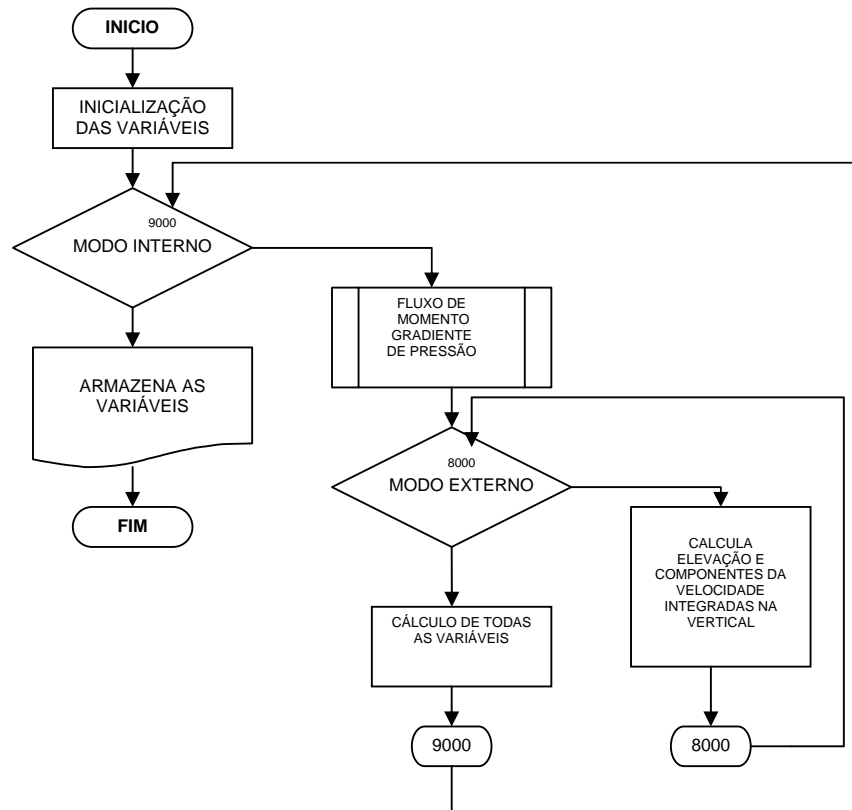 INICIO
INICIALIZAÇÃO
DAS VARIÁVEIS
9000
MODO INTERNO
FLUXO DE
MOMENTO
GRADIENTE
DE PRESSÃO
ARMAZENA AS
VARIÁVEIS
FIM
8000
MODO EXTERNO
CALCULA
ELEVAÇÃO E
COMPONENTES DA
VELOCIDADE
INTEGRADAS NA
VERTICAL
CÁLCULO DE TODAS
AS VARIÁVEIS
9000
8000